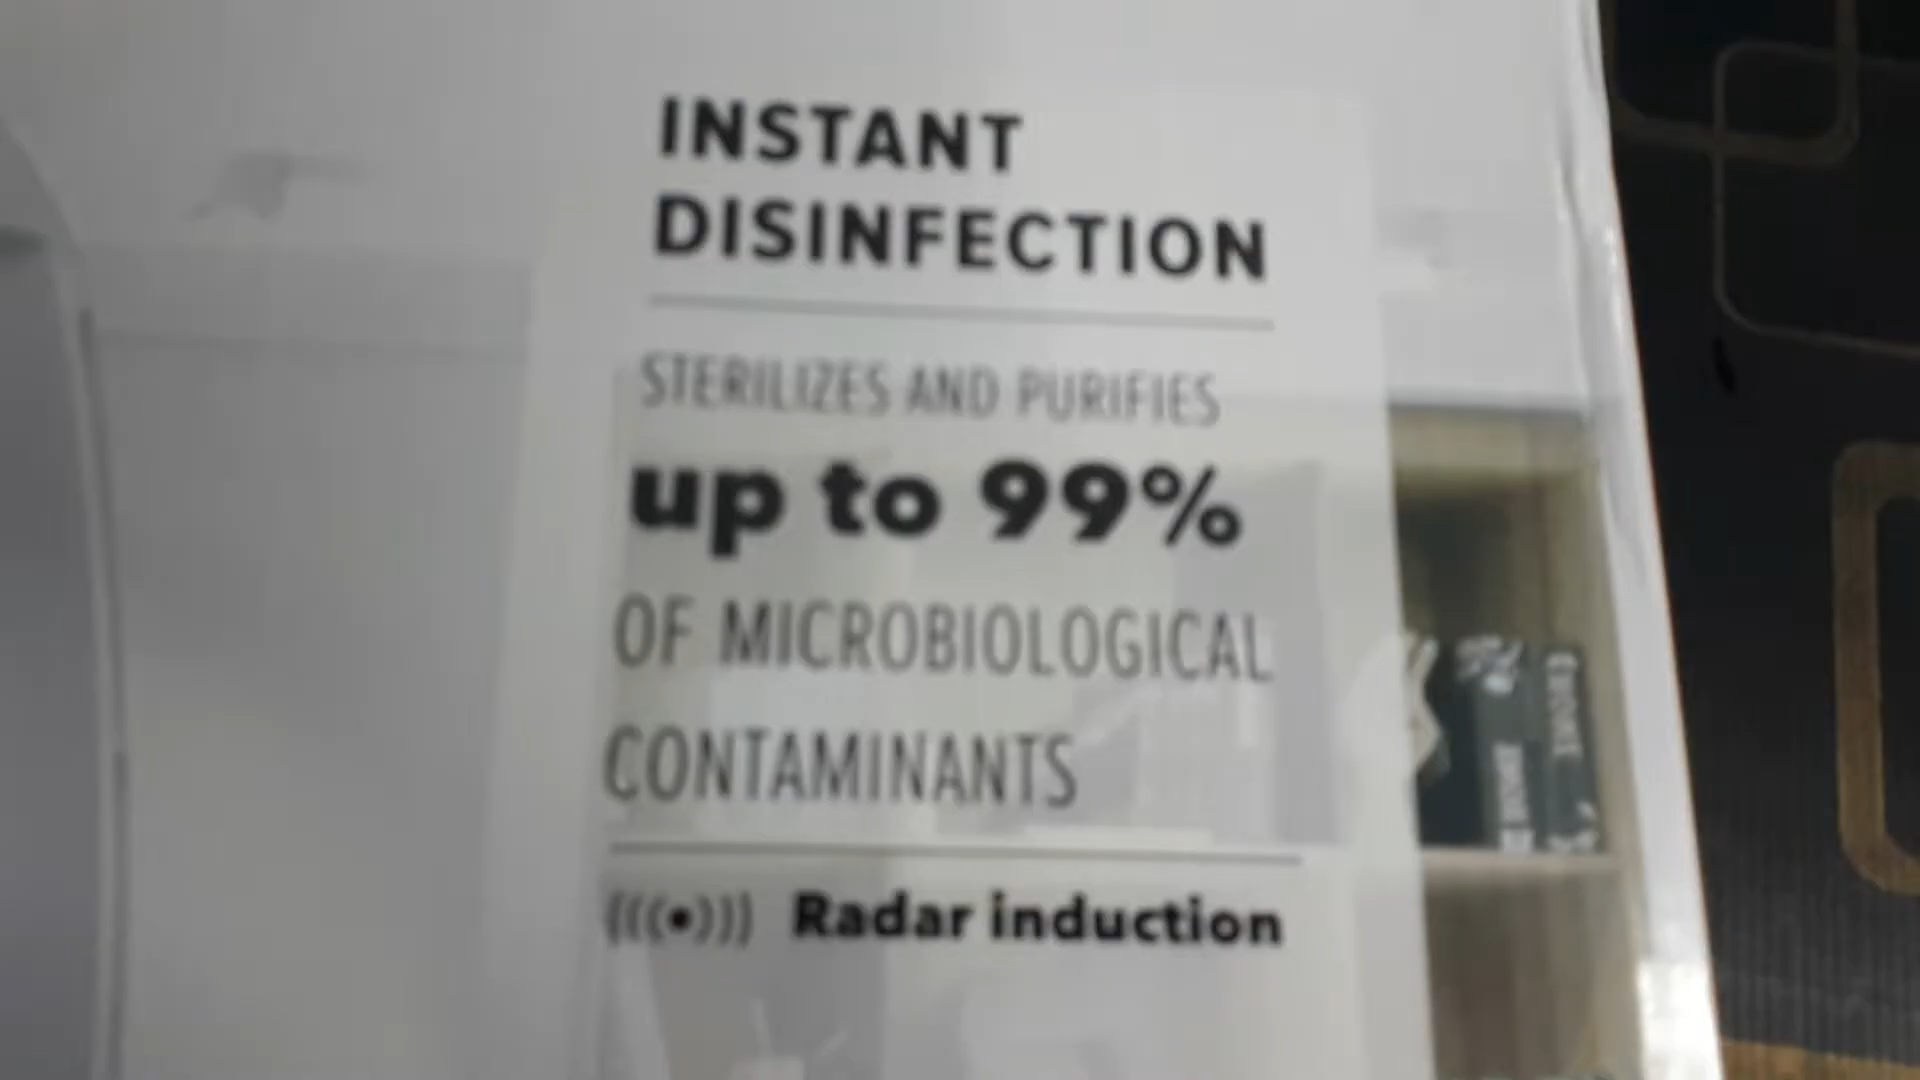 INSTANT
DISINFECTION
STERILIZES AND PURIFIES
up to 99%
OF MICROBIOLOGICAL
CONTAMINANTS
(((•))) Radar induction